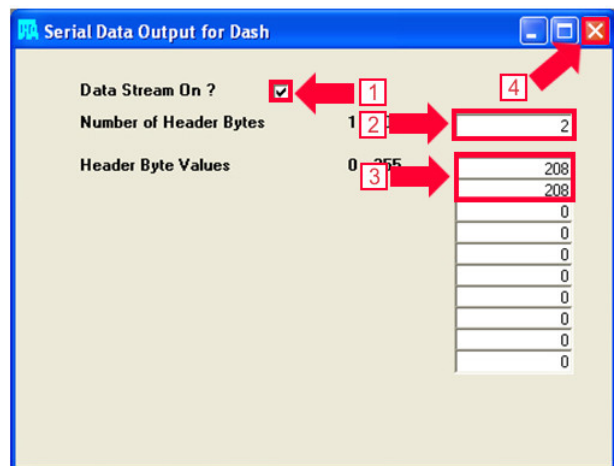 Serial Data Output for Dash
4
Data Stream On ? 1
Number of Header Bytes 1 2 2
Header Byte Values 0 255 208
3 208
0
0
0
0
0
0
0
0